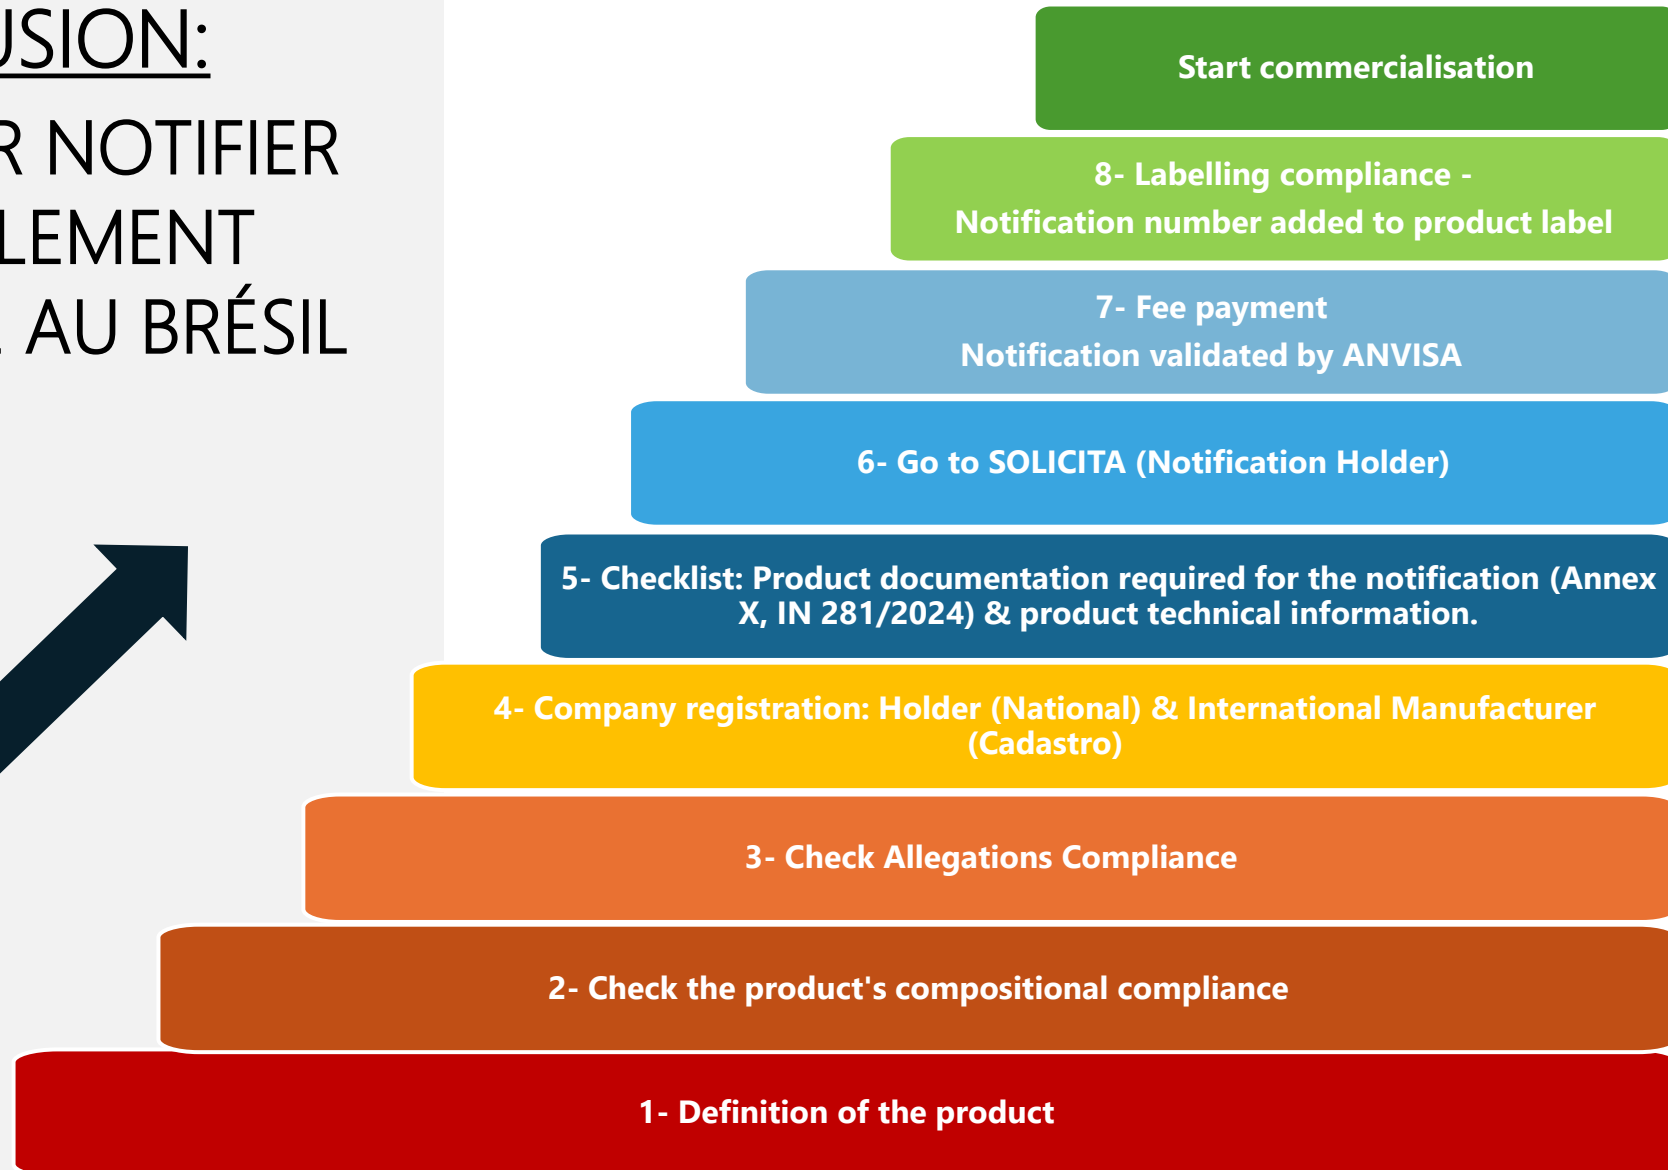 USION:
R NOTIFIER
LEMENT
AU BRÉSIL
Start commercialisation
8- Labelling compliance -
Notification number added to product label
7- Fee payment
Notification validated by ANVISA
6- Go to SOLICITA (Notification Holder)
5- Checklist: Product documentation required for the notification (Annex
X, IN 281/2024) & product technical information.
4- Company registration: Holder (National) & International Manufacturer
(Cadastro)
3- Check Allegations Compliance
2- Check the product's compositional compliance
1- Definition of the product